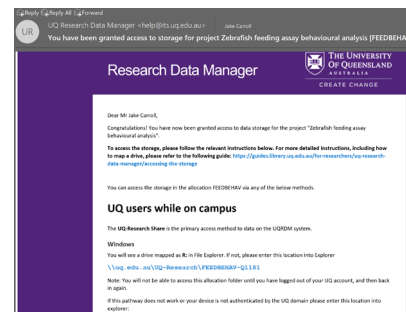 Reply Reply All Forward
UR
UQ Research Data Manager <help@its.uq.edu.au> Jake Carroll
You have been granted access to storage for project Zebrafish feeding assay behavioural analysis [FEEDBEHA
Research Data Manager
THE UNIVERSITY
OF QUEENSLAND
AUSTRALIA
CREATE CHANGE
Dear Mr Jake Carroll,
Congratulations! You have now been granted access to data storage for the project "Zebrafish feeding assay
behavioural analysis".
To access the storage, please follow the relevant instructions below. For more detailed instructions, including how
to map a drive, please refer to the following guide: https://guides.library.uq.edu.au/for-researchers/uq-research-
data-manager/accessing-the-storage
You can access the storage in the allocation FEEDBEHAV via any of the below methods.
UQ users while on campus
The UQ-Research Share is the primary access method to data on the UQRDM system.
Windows
You will see a drive mapped as R: in File Explorer. If not, please enter this location into Explorer
\\uq.edu.au\UQ-Research\FEEDBEHAV-Q1181
Note: You will not be able to access this allocation folder until you have logged out of your UQ account, and then back
in again.
If this pathway does not work or your device is not authenticated by the UQ domain please enter this location into
explorer: